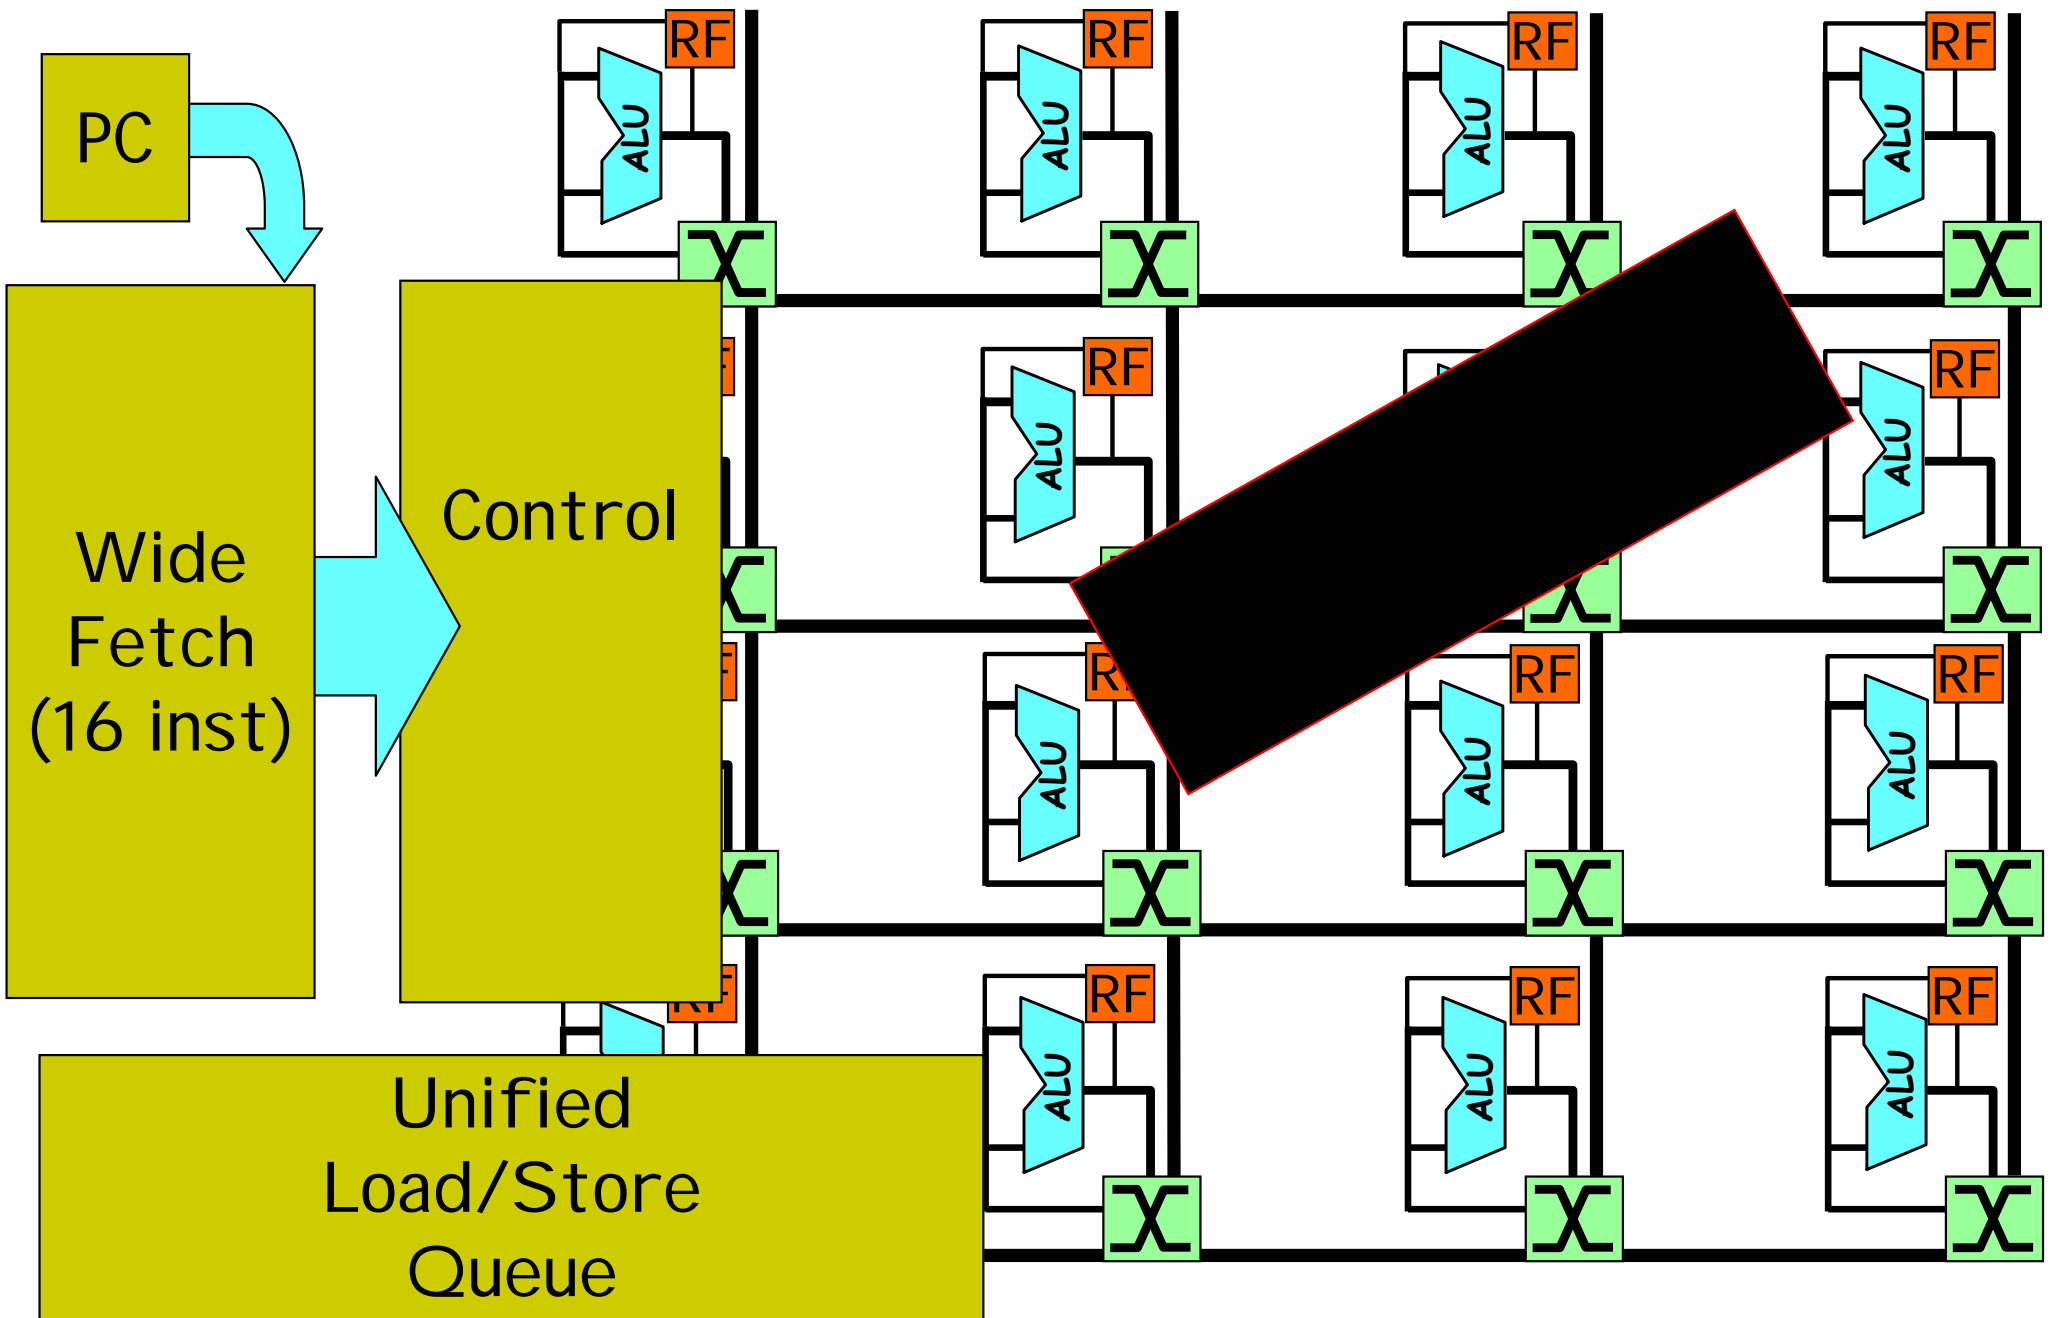 RF
RF
RF
RF
PC
ALU
ALU
ALU
ALU
RF
RF
ALU
ALU
Control
Wide
Fetch
(16 inst)
RF
RF
RF
ALU
ALU
ALU
RF
RF
RF
RF
ALU
ALU
ALU
Unified
Load/Store
Queue